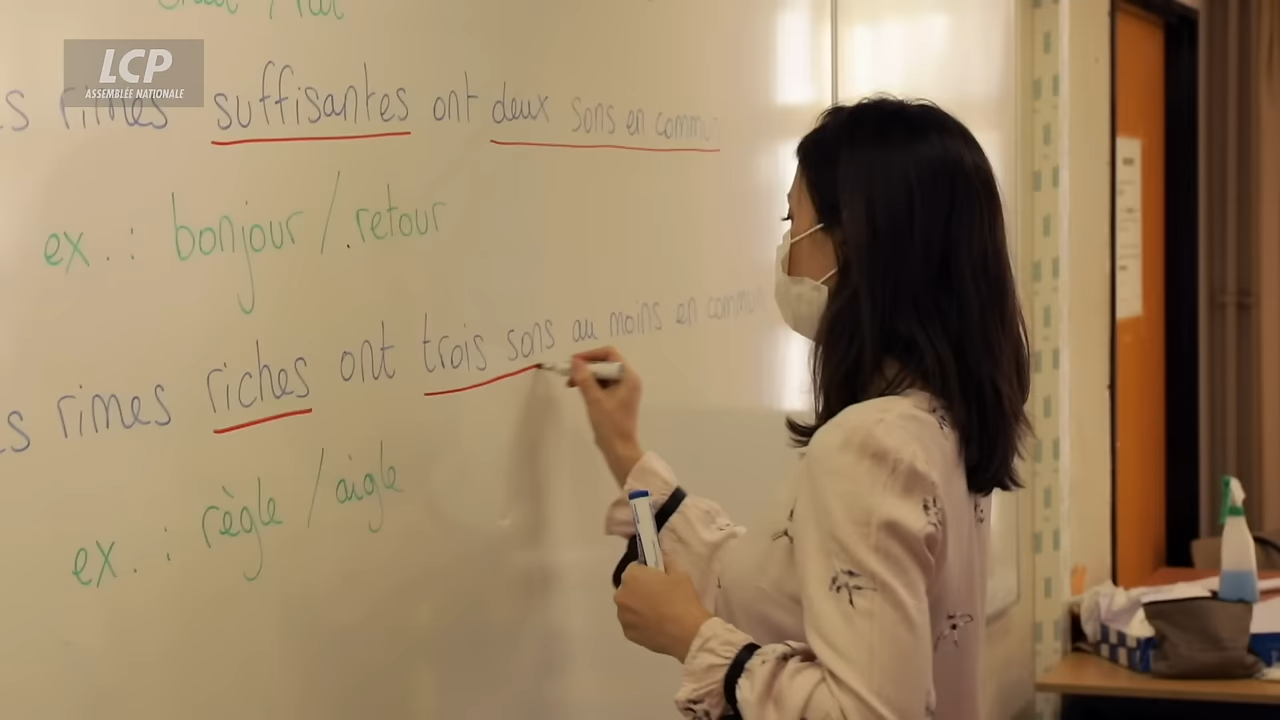 LCP
ASSEMBLÉE NATIONALE
rimes suffisantes ont deux sons en commun
ex. : bonjour / retour
rimes riches ont trois sons au moins en commun
ex. : règle / aigle